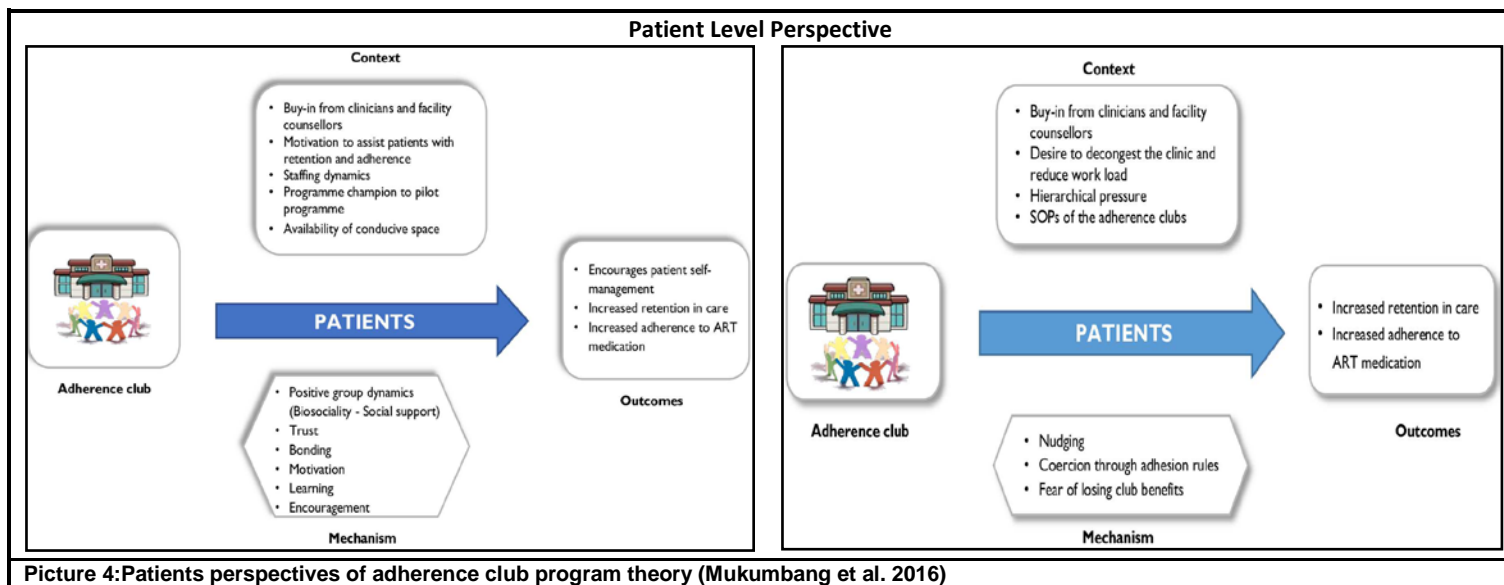 Patient Level Perspective
Context
• Buy-in from clinicians and facility
counsellors
• Motivation to assist patients with
retention and adherence
• Staffing dynamics
• Programme champion to pilot
programme
• Availability of conducive space
Adherence club
PATIENTS
• Encourages patient self-
management
• Increased retention in care
• Increased adherence to ART
medication
Outcomes
• Positive group dynamics
(Biosociality - Social support)
• Trust
• Bonding
• Motivation
• Learning
• Encouragement
Mechanism
Context
• Buy-in from clinicians and facility
counsellors
• Desire to decongest the clinic and
reduce work load
• Hierarchical pressure
• SOPs of the adherence clubs
Adherence club
PATIENTS
• Increased retention in care
• Increased adherence to
ART medication
Outcomes
• Nudging
• Coercion through adhesion rules
• Fear of losing club benefits
Mechanism
Picture 4:Patients perspectives of adherence club program theory (Mukumbang et al. 2016)